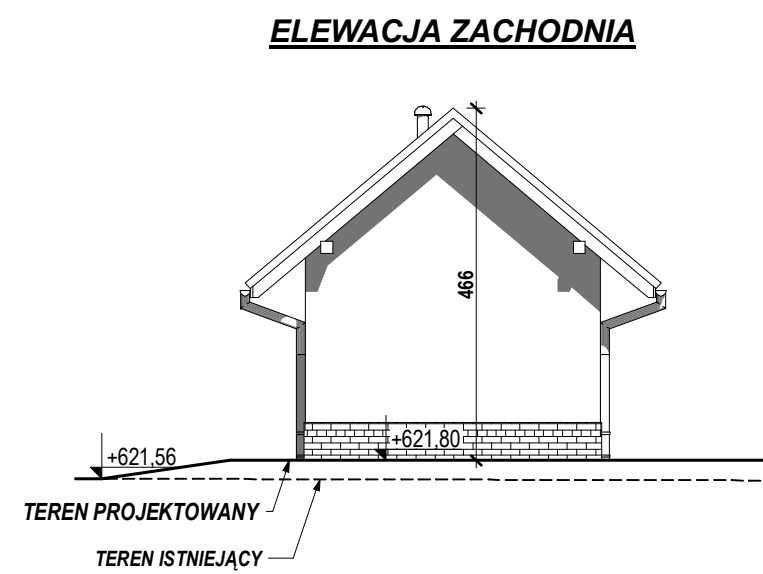 ELEWACJA ZACHODNIA
466
+621,80
+621,56
TEREN PROJEKTOWANY
TEREN ISTNIEJĄCY